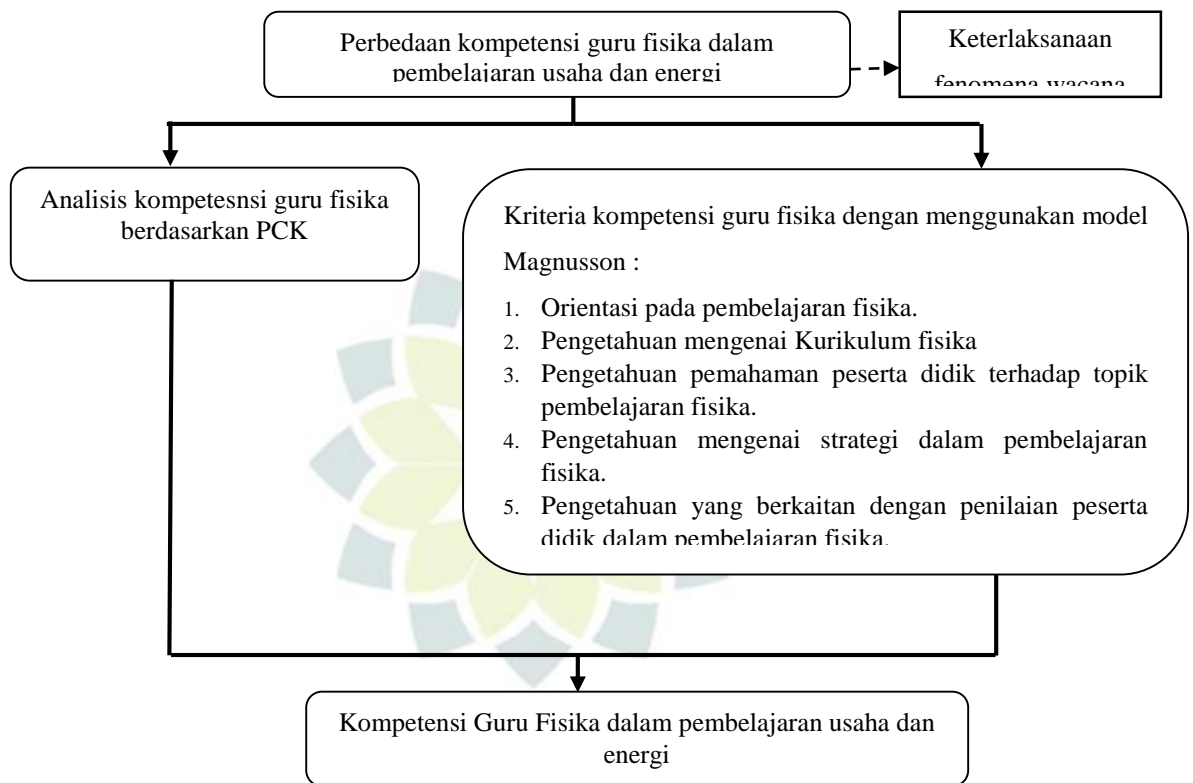 Perbedaan kompetensi guru fisika dalam
pembelajaran usaha dan energi
Keterlaksanaan
fenomena wacana
Analisis kompetesnsi guru fisika
berdasarkan PCK
Kriteria kompetensi guru fisika dengan menggunakan model
Magnusson :
1. Orientasi pada pembelajaran fisika.
2. Pengetahuan mengenai Kurikulum fisika
3. Pengetahuan pemahaman peserta didik terhadap topik
pembelajaran fisika.
4. Pengetahuan mengenai strategi dalam pembelajaran
fisika.
5. Pengetahuan yang berkaitan dengan penilaian peserta
didik dalam pembelajaran fisika.
Kompetensi Guru Fisika dalam pembelajaran usaha dan
energi